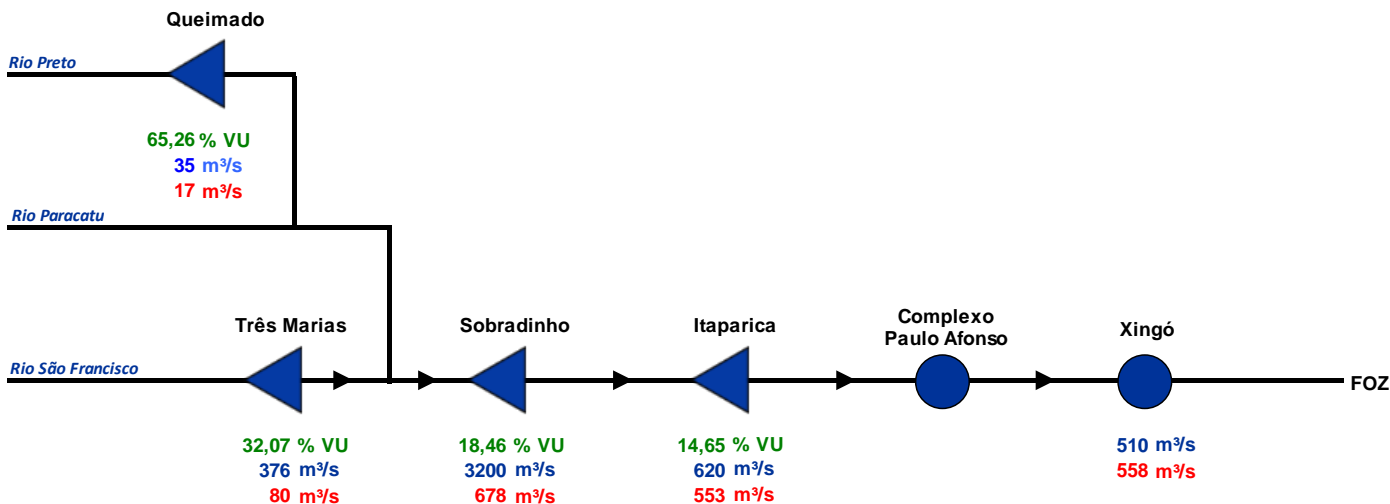 Queimado
Rio Preto
65,26 % VU
35 m³/s
17 m³/s
Rio Paracatu
Três Marias
Sobradinho
Itaparica
Complexo
Paulo Afonso
Xingó
Rio São Francisco
FOZ
32,07 % VU
376 m³/s
80 m³/s
18,46 % VU
3200 m³/s
678 m³/s
14,65 % VU
620 m³/s
553 m³/s
510 m³/s
558 m³/s